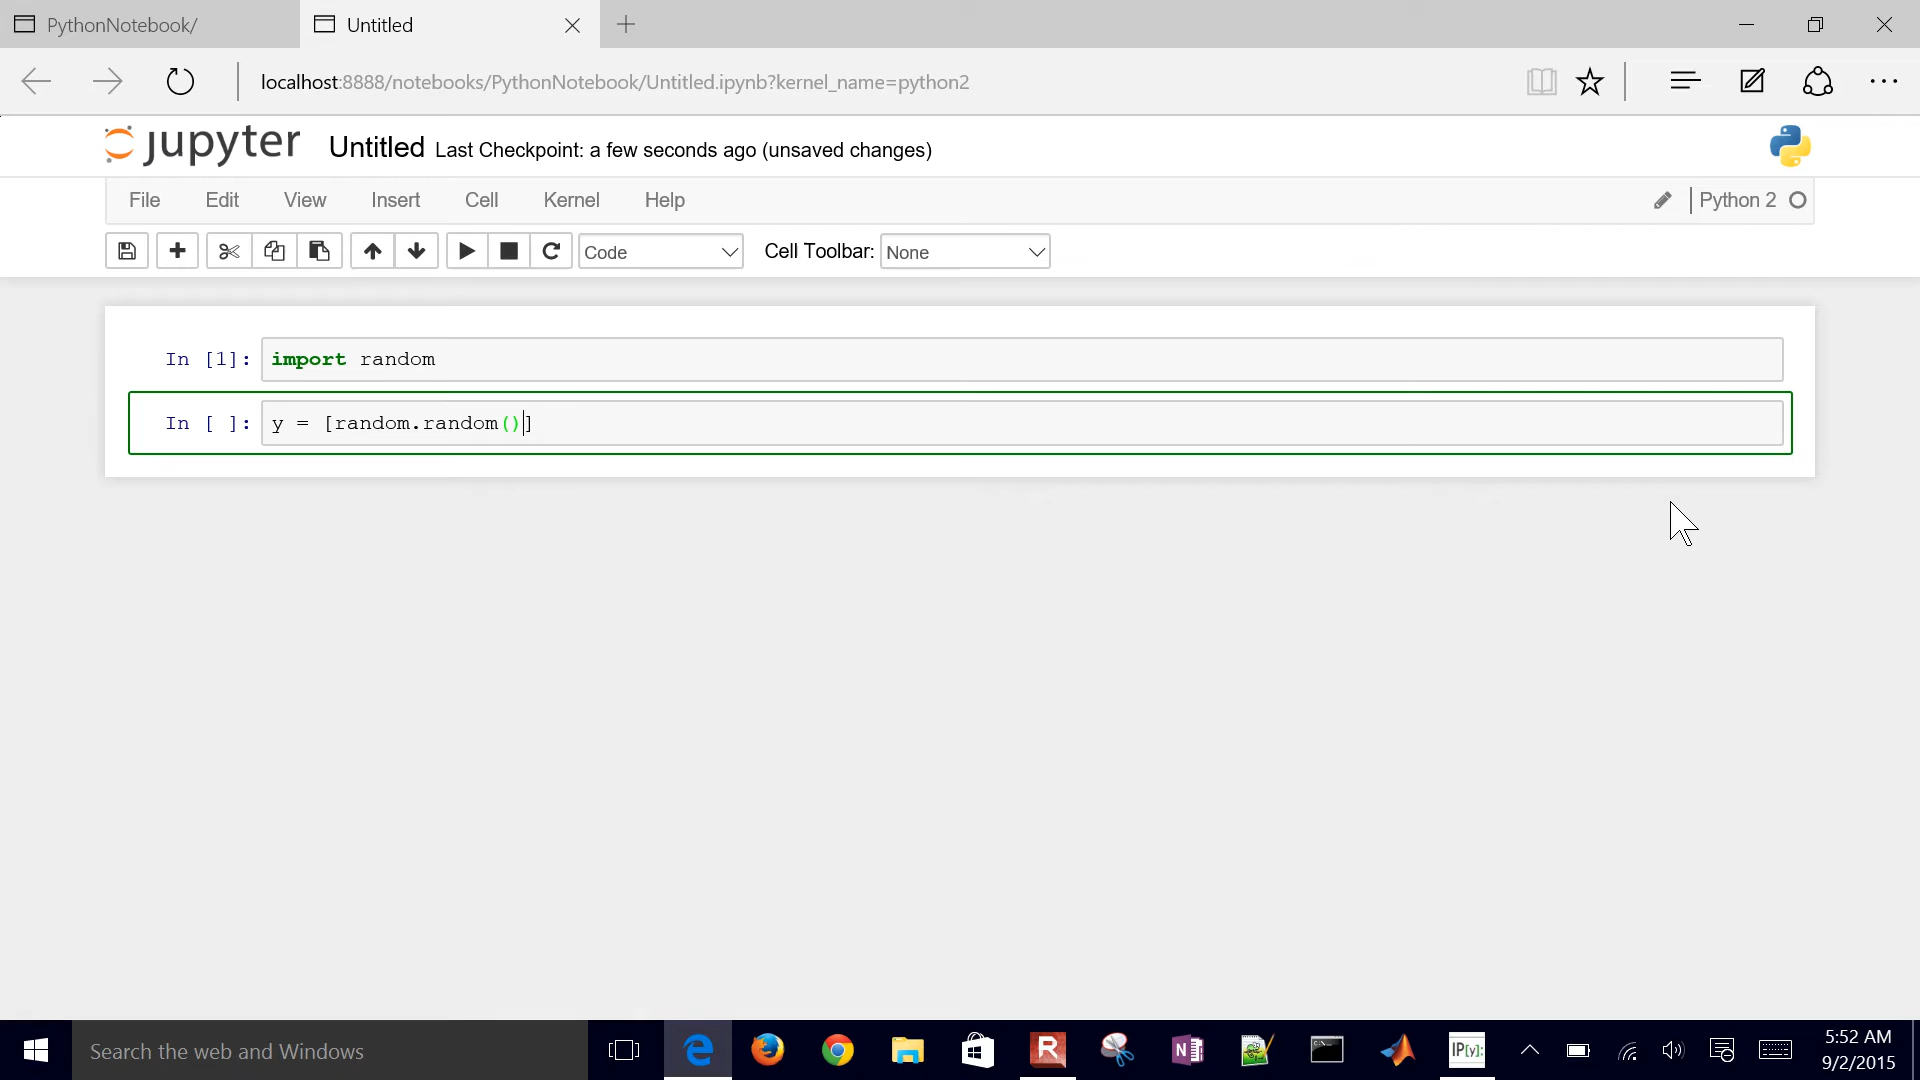 PythonNotebook/
Untitled
localhost:8888/notebooks/PythonNotebook/Untitled.ipynb?kernel_name=python2
jupyter Untitled Last Checkpoint: a few seconds ago (unsaved changes)
File Edit View Insert Cell Kernel Help Python 2
Code Cell Toolbar: None
In [1]: import random
In [ ]: y = [random.random()]
Search the web and Windows
IP[y]:
5:52 AM
9/2/2015